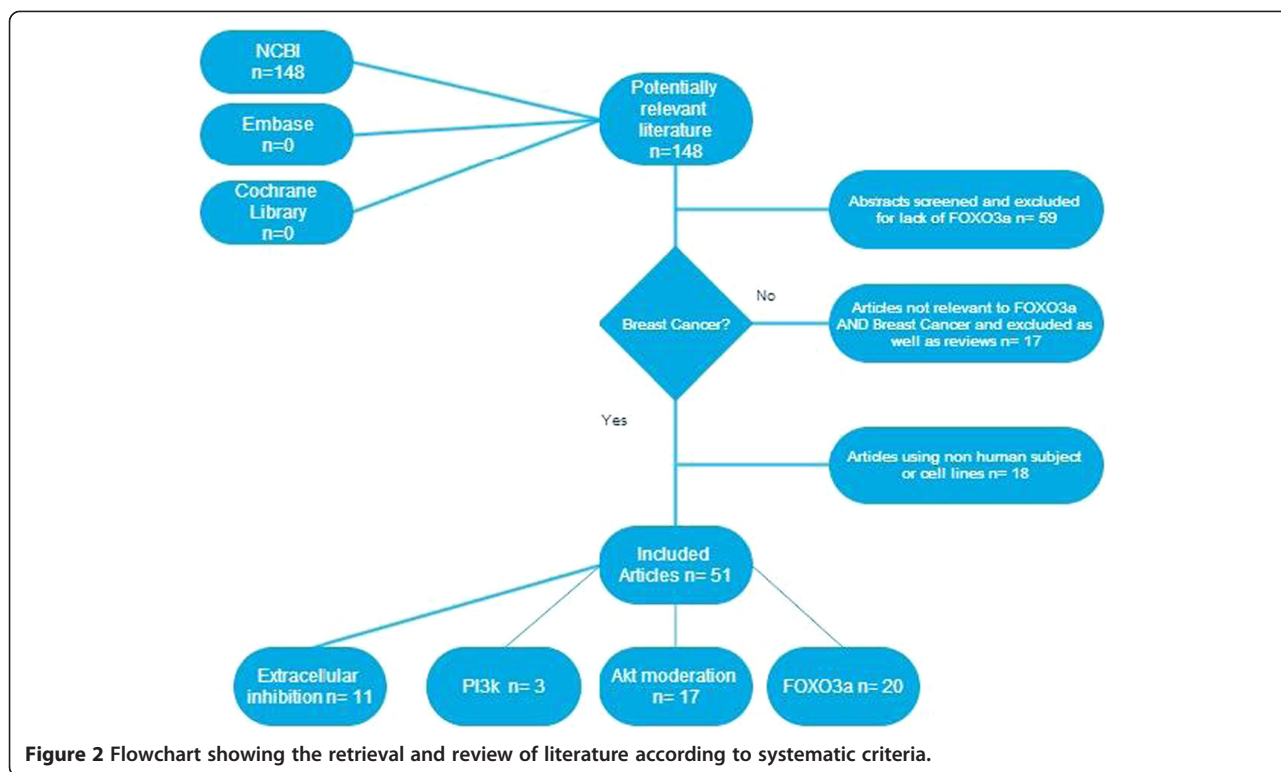 NCBI
n=148
Embase
n=0
Cochrane
Library
n=0
Potentially
relevant
literature
n=148
Abstracts screened and excluded
for lack of FOXO3a n= 59
Breast Cancer?
No
Articles not relevant to FOXO3a
AND Breast Cancer and excluded as
well as reviews n= 17
Yes
Articles using non human subject
or cell lines n= 18
Included
Articles n= 51
Extracellular
inhibition n= 11
PI3k n= 3
Akt moderation
n= 17
FOXO3a n= 20
Figure 2 Flowchart showing the retrieval and review of literature according to systematic criteria.